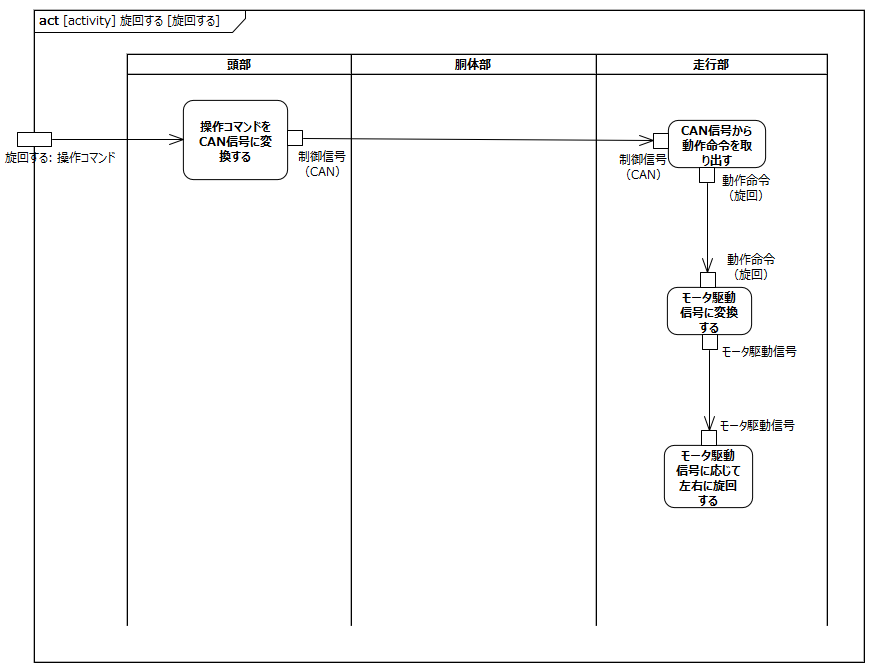 act [activity] 旋回する [旋回する]
頭部
胴体部
走行部
操作コマンドを
CAN信号に変
換する
旋回する: 操作コマンド
制御信号
（CAN）
制御信号
（CAN）
CAN信号から
動作命令を取
り出す
動作命令
（旋回）
動作命令
（旋回）
モータ駆動
信号に変換
する
モータ駆動信号
モータ駆動信号
モータ駆動
信号に応じて
左右に旋回
する